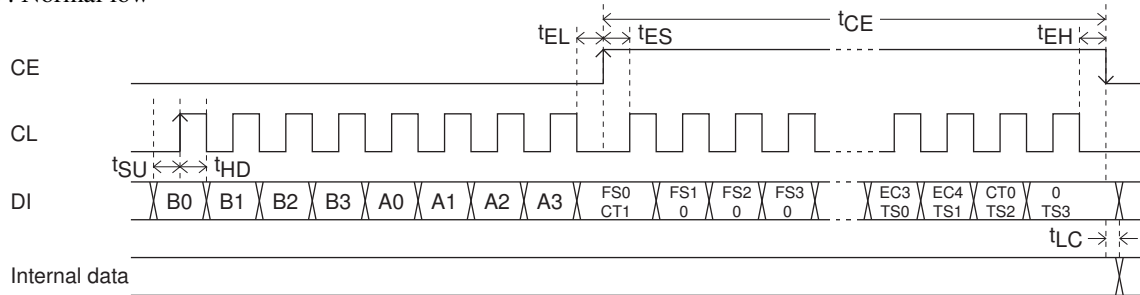 : Normal low
tCE
tEL tES tEH
CE
CL
tSU tHD
DI B0 B1 B2 B3 A0 A1 A2 A3 FS0 FS1 FS2 FS3 EC3 EC4 CT0 0
CT1 0 0 0 TS0 TS1 TS2 TS3
tLC
Internal data